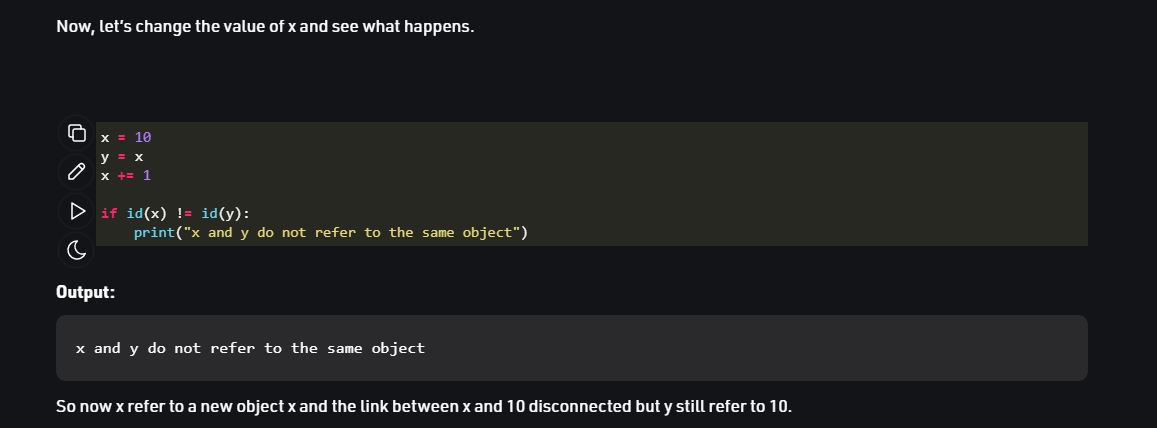 Now, let's change the value of x and see what happens.
x = 10
y = x
x += 1
if id(x) != id(y):
    print("x and y do not refer to the same object")
Output:
x and y do not refer to the same object
So now x refer to a new object x and the link between x and 10 disconnected but y still refer to 10.